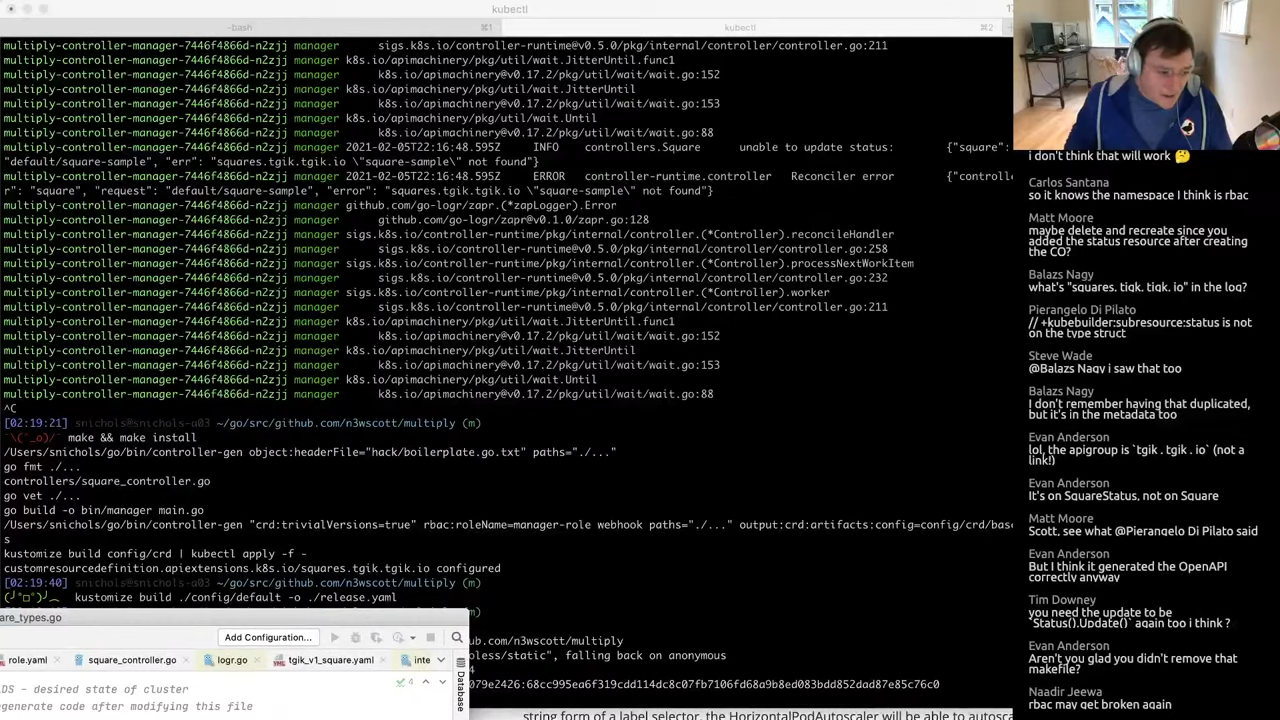 kubectl
-bash
⌘1
kubectl
⌘2
multiply-controller-manager-7446f4866d-n2zjj manager      sigs.k8s.io/controller-runtime@v0.5.0/pkg/internal/controller/controller.go:211
multiply-controller-manager-7446f4866d-n2zjj manager k8s.io/apimachinery/pkg/util/wait.JitterUntil.func1
multiply-controller-manager-7446f4866d-n2zjj manager      k8s.io/apimachinery@v0.17.2/pkg/util/wait/wait.go:152
multiply-controller-manager-7446f4866d-n2zjj manager k8s.io/apimachinery/pkg/util/wait.JitterUntil
multiply-controller-manager-7446f4866d-n2zjj manager      k8s.io/apimachinery@v0.17.2/pkg/util/wait/wait.go:153
multiply-controller-manager-7446f4866d-n2zjj manager k8s.io/apimachinery/pkg/util/wait.Until
multiply-controller-manager-7446f4866d-n2zjj manager      k8s.io/apimachinery@v0.17.2/pkg/util/wait/wait.go:88
multiply-controller-manager-7446f4866d-n2zjj manager 2021-02-05T22:16:48.595Z    INFO    controllers.Square      unable to update status:        {"square":
"default/square-sample", "err": "squares.tgik.tgik.io \"square-sample\" not found"}
multiply-controller-manager-7446f4866d-n2zjj manager 2021-02-05T22:16:48.595Z    ERROR   controller-runtime.controller   Reconciler error        {"controlle
r": "square", "request": "default/square-sample", "error": "squares.tgik.tgik.io \"square-sample\" not found"}
multiply-controller-manager-7446f4866d-n2zjj manager github.com/go-logr/zapr.(*zapLogger).Error
multiply-controller-manager-7446f4866d-n2zjj manager      github.com/go-logr/zapr@v0.1.0/zapr.go:128
multiply-controller-manager-7446f4866d-n2zjj manager sigs.k8s.io/controller-runtime/pkg/internal/controller.(*Controller).reconcileHandler
multiply-controller-manager-7446f4866d-n2zjj manager      sigs.k8s.io/controller-runtime@v0.5.0/pkg/internal/controller/controller.go:258
multiply-controller-manager-7446f4866d-n2zjj manager sigs.k8s.io/controller-runtime/pkg/internal/controller.(*Controller).processNextWorkItem
multiply-controller-manager-7446f4866d-n2zjj manager      sigs.k8s.io/controller-runtime@v0.5.0/pkg/internal/controller/controller.go:232
multiply-controller-manager-7446f4866d-n2zjj manager sigs.k8s.io/controller-runtime/pkg/internal/controller.(*Controller).worker
multiply-controller-manager-7446f4866d-n2zjj manager      sigs.k8s.io/controller-runtime@v0.5.0/pkg/internal/controller/controller.go:211
multiply-controller-manager-7446f4866d-n2zjj manager k8s.io/apimachinery/pkg/util/wait.JitterUntil.func1
multiply-controller-manager-7446f4866d-n2zjj manager      k8s.io/apimachinery@v0.17.2/pkg/util/wait/wait.go:152
multiply-controller-manager-7446f4866d-n2zjj manager k8s.io/apimachinery/pkg/util/wait.JitterUntil
multiply-controller-manager-7446f4866d-n2zjj manager      k8s.io/apimachinery@v0.17.2/pkg/util/wait/wait.go:153
multiply-controller-manager-7446f4866d-n2zjj manager k8s.io/apimachinery/pkg/util/wait.Until
multiply-controller-manager-7446f4866d-n2zjj manager      k8s.io/apimachinery@v0.17.2/pkg/util/wait/wait.go:88
^C
[02:19:21] snichols@snichols-a03 ~/go/src/github.com/n3wscott/multiply (m)
¯\(˝_o)/¯ make && make install
/Users/snichols/go/bin/controller-gen object:headerFile="hack/boilerplate.go.txt" paths="./..."
go fmt ./...
controllers/square_controller.go
go vet ./...
go build -o bin/manager main.go
/Users/snichols/go/bin/controller-gen "crd:trivialVersions=true" rbac:roleName=manager-role webhook paths="./..." output:crd:artifacts:config=config/crd/base
s
kustomize build config/crd | kubectl apply -f -
customresourcedefinition.apiextensions.k8s.io/squares.tgik.tgik.io configured
[02:19:40] snichols@snichols-a03 ~/go/src/github.com/n3wscott/multiply (m)
(╯°□°)╯︵ kustomize build ./config/default -o ./release.yaml
(m)
om/n3wscott/multiply
oless/static", falling back on anonymous
4
079e2426:68cc995ea6f319cdd114dc8c07fb7106fd68a9b8ed083bdd852dad87e85c76c0
are_types.go
Add Configuration...
role.yaml
square_controller.go
logr.go
tgik_v1_square.yaml
inte
4
Database
DS - desired state of cluster
egenerate code after modifying this file
string form of a label selector, the HorizontalPodAutoscaler will be able to autosca
i don't think that will work 🤔
Carlos Santana
so it knows the namespace I think is rbac
Matt Moore
maybe delete and recreate since you
added the status resource after creating
the CO?
Balazs Nagy
what's "squares. tigk. tigk. io" in the log?
Pierangelo Di Pilato
// +kubebuilder:subresource:status is not
on the type struct
Steve Wade
@Balazs Nagy i saw that too
Balazs Nagy
I don't remember having that duplicated,
but it's in the metadata too
Evan Anderson
lol, the apigroup is `tgik . tgik . io` (not a
link!)
Evan Anderson
It's on SquareStatus, not on Square
Matt Moore
Scott, see what @Pierangelo Di Pilato said
Evan Anderson
But I think it generated the OpenAPI
correctly anyway
Tim Downey
you need the update to be
`Status().Update()` again too i think ?
Evan Anderson
Aren't you glad you didn't remove that
makefile?
Naadir Jeewa
rbac may get broken again